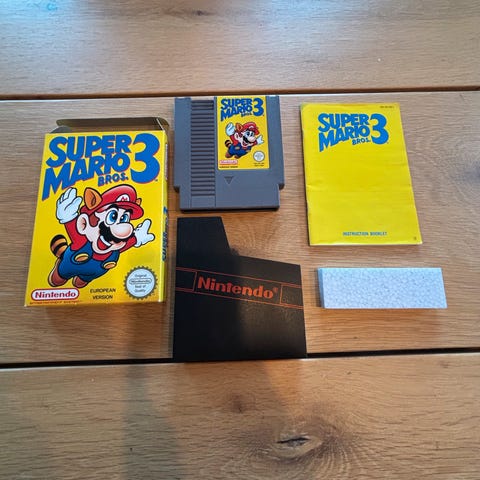 SUPER
MARIO 3
BROS.
Original
Nintendo
Seal of
Quality
Nintendo
EUROPEAN
VERSION
SUPER
MARIO 3
BROS.
Nintendo
SUPER
MARIO 3
BROS.
INSTRUCTION BOOKLET
Nintendo®